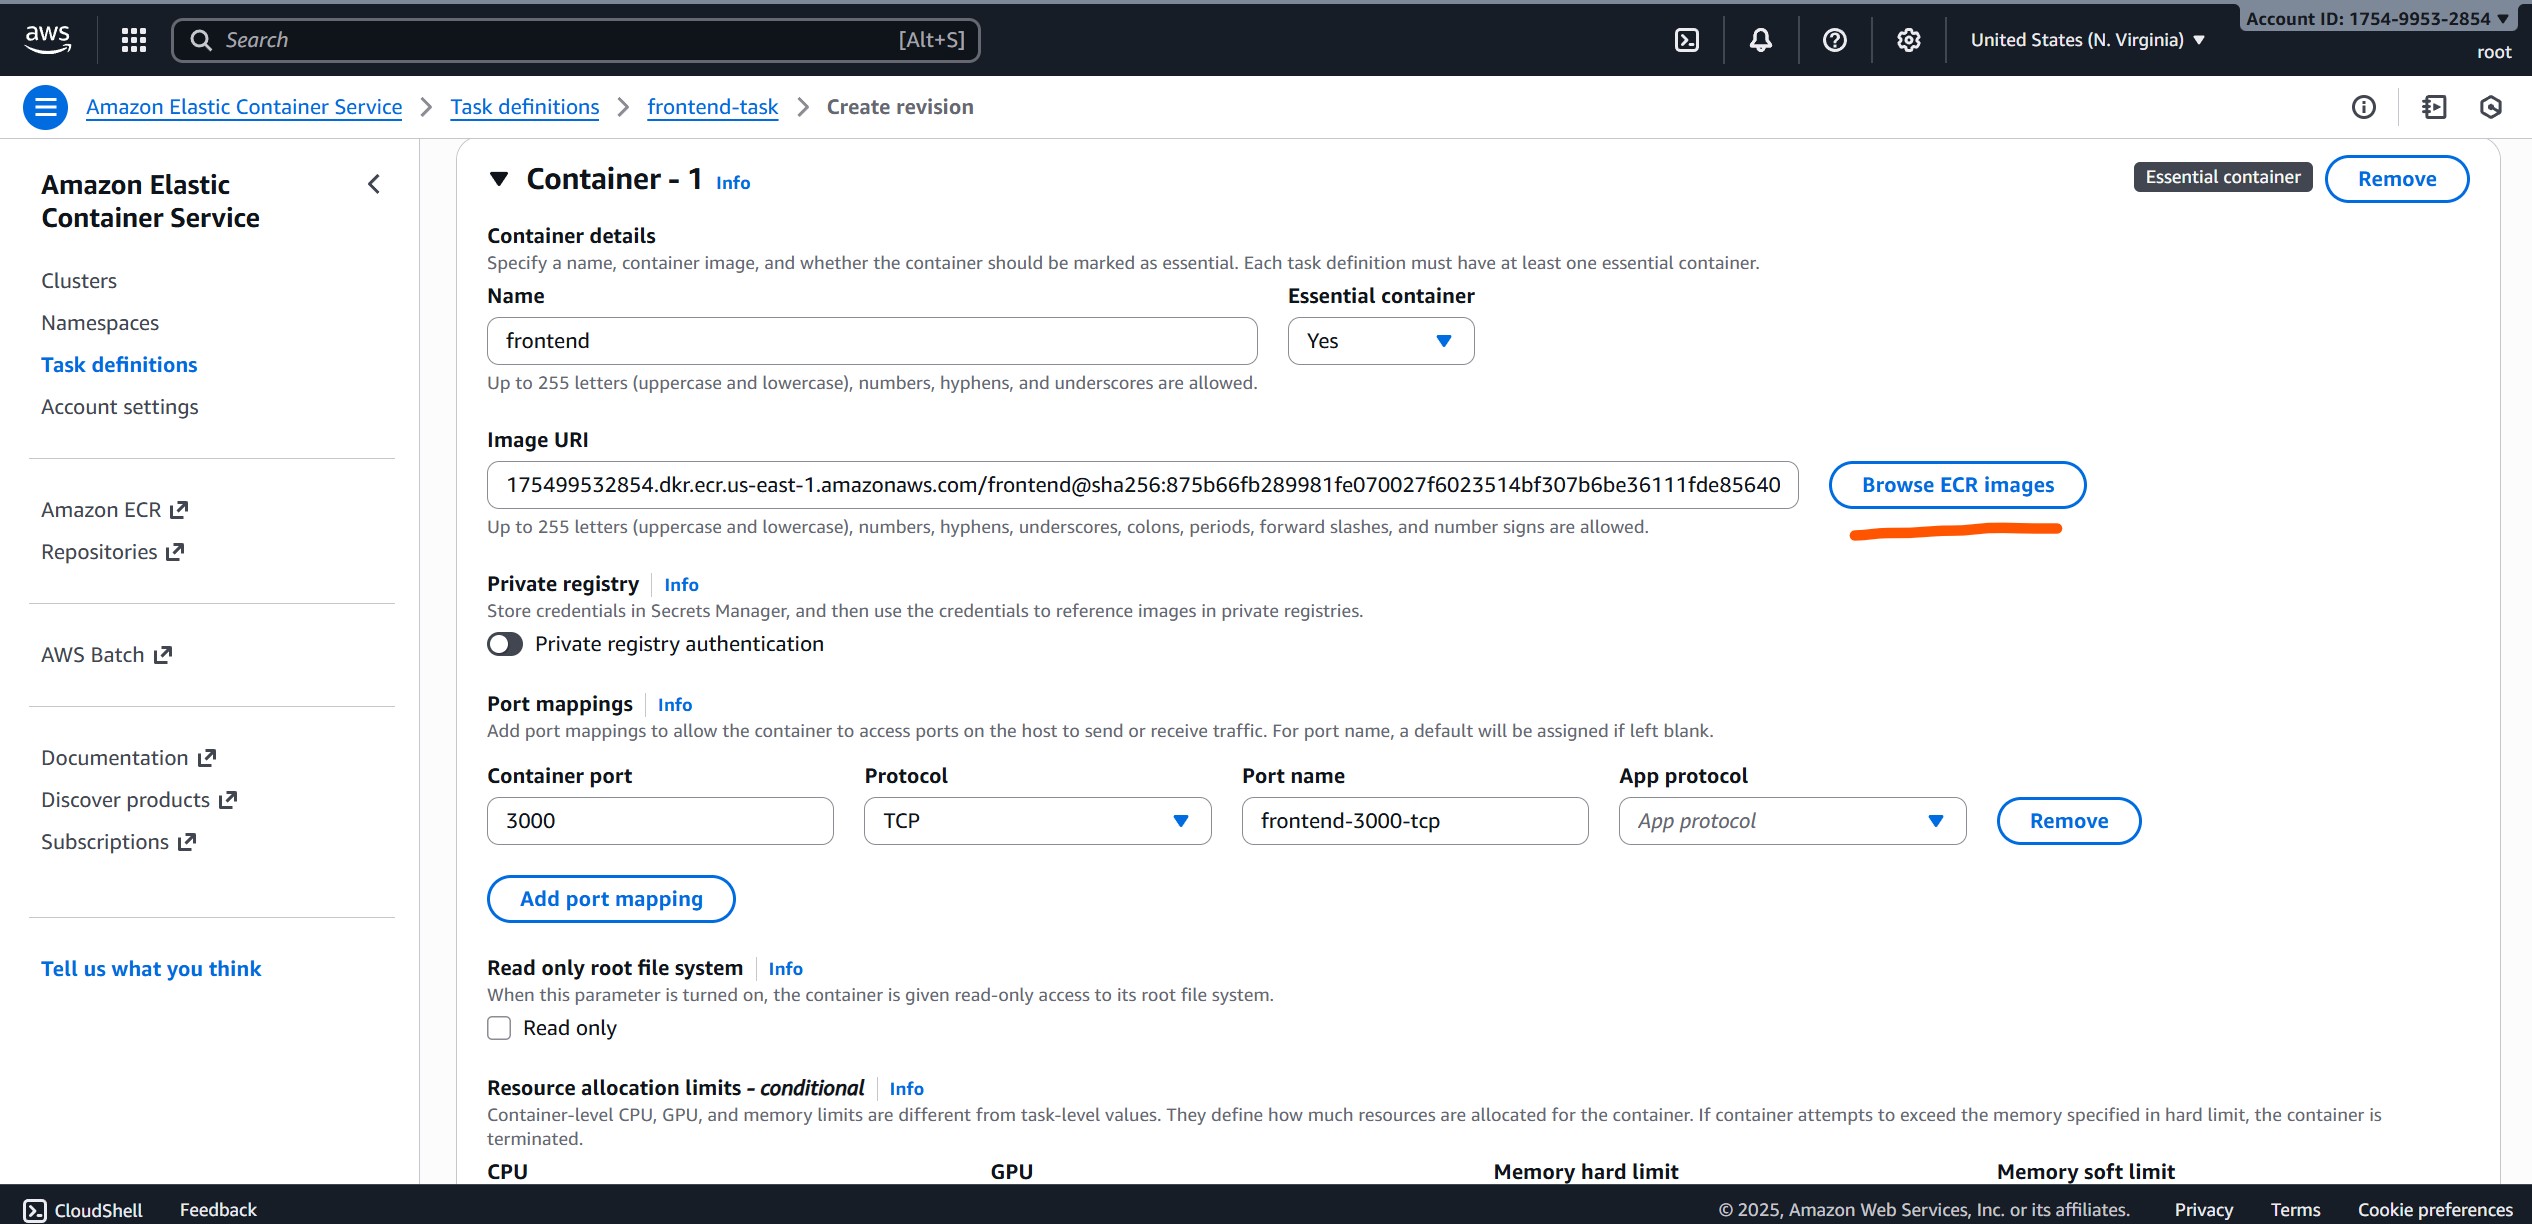 aws
Search
[Alt+S]
United States (N. Virginia)
Account ID: 1754-9953-2854
root
Amazon Elastic Container Service
Task definitions
frontend-task
Create revision
Amazon Elastic
Container Service
Clusters
Namespaces
Task definitions
Account settings
Amazon ECR
Repositories
AWS Batch
Documentation
Discover products
Subscriptions
Tell us what you think
Container - 1 Info
Essential container
Remove
Container details
Specify a name, container image, and whether the container should be marked as essential. Each task definition must have at least one essential container.
Name
Essential container
frontend
Yes
Up to 255 letters (uppercase and lowercase), numbers, hyphens, and underscores are allowed.
Image URI
175499532854.dkr.ecr.us-east-1.amazonaws.com/frontend@sha256:875b66fb289981fe070027f6023514bf307b6be36111fde85640
Browse ECR images
Up to 255 letters (uppercase and lowercase), numbers, hyphens, underscores, colons, periods, forward slashes, and number signs are allowed.
Private registry Info
Store credentials in Secrets Manager, and then use the credentials to reference images in private registries.
Private registry authentication
Port mappings Info
Add port mappings to allow the container to access ports on the host to send or receive traffic. For port name, a default will be assigned if left blank.
Container port
Protocol
Port name
App protocol
3000
TCP
frontend-3000-tcp
App protocol
Remove
Add port mapping
Read only root file system Info
When this parameter is turned on, the container is given read-only access to its root file system.
Read only
Resource allocation limits - conditional Info
Container-level CPU, GPU, and memory limits are different from task-level values. They define how much resources are allocated for the container. If container attempts to exceed the memory specified in hard limit, the container is
terminated.
CPU
GPU
Memory hard limit
Memory soft limit
CloudShell
Feedback
© 2025, Amazon Web Services, Inc. or its affiliates.
Privacy
Terms
Cookie preferences